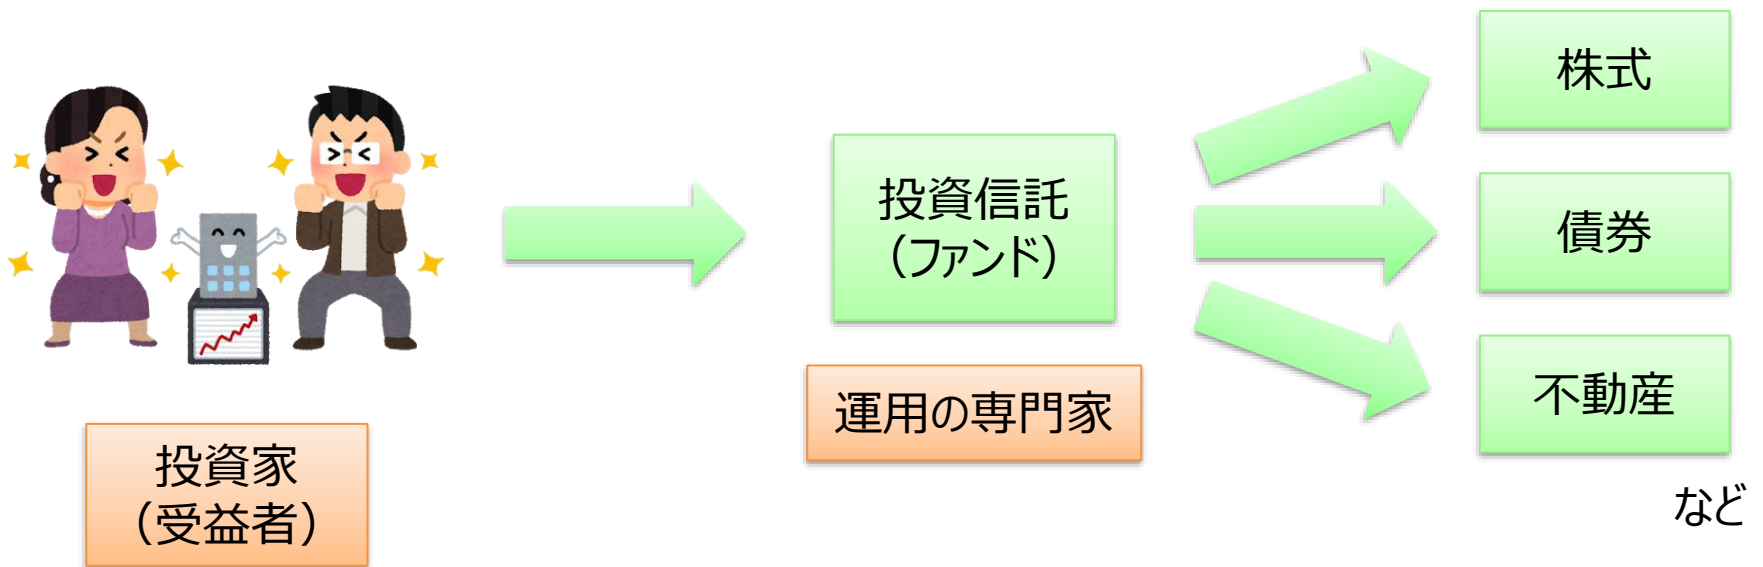 投資家
（受益者）
投資信託
（ファンド）
運用の専門家
株式
債券
不動産
など